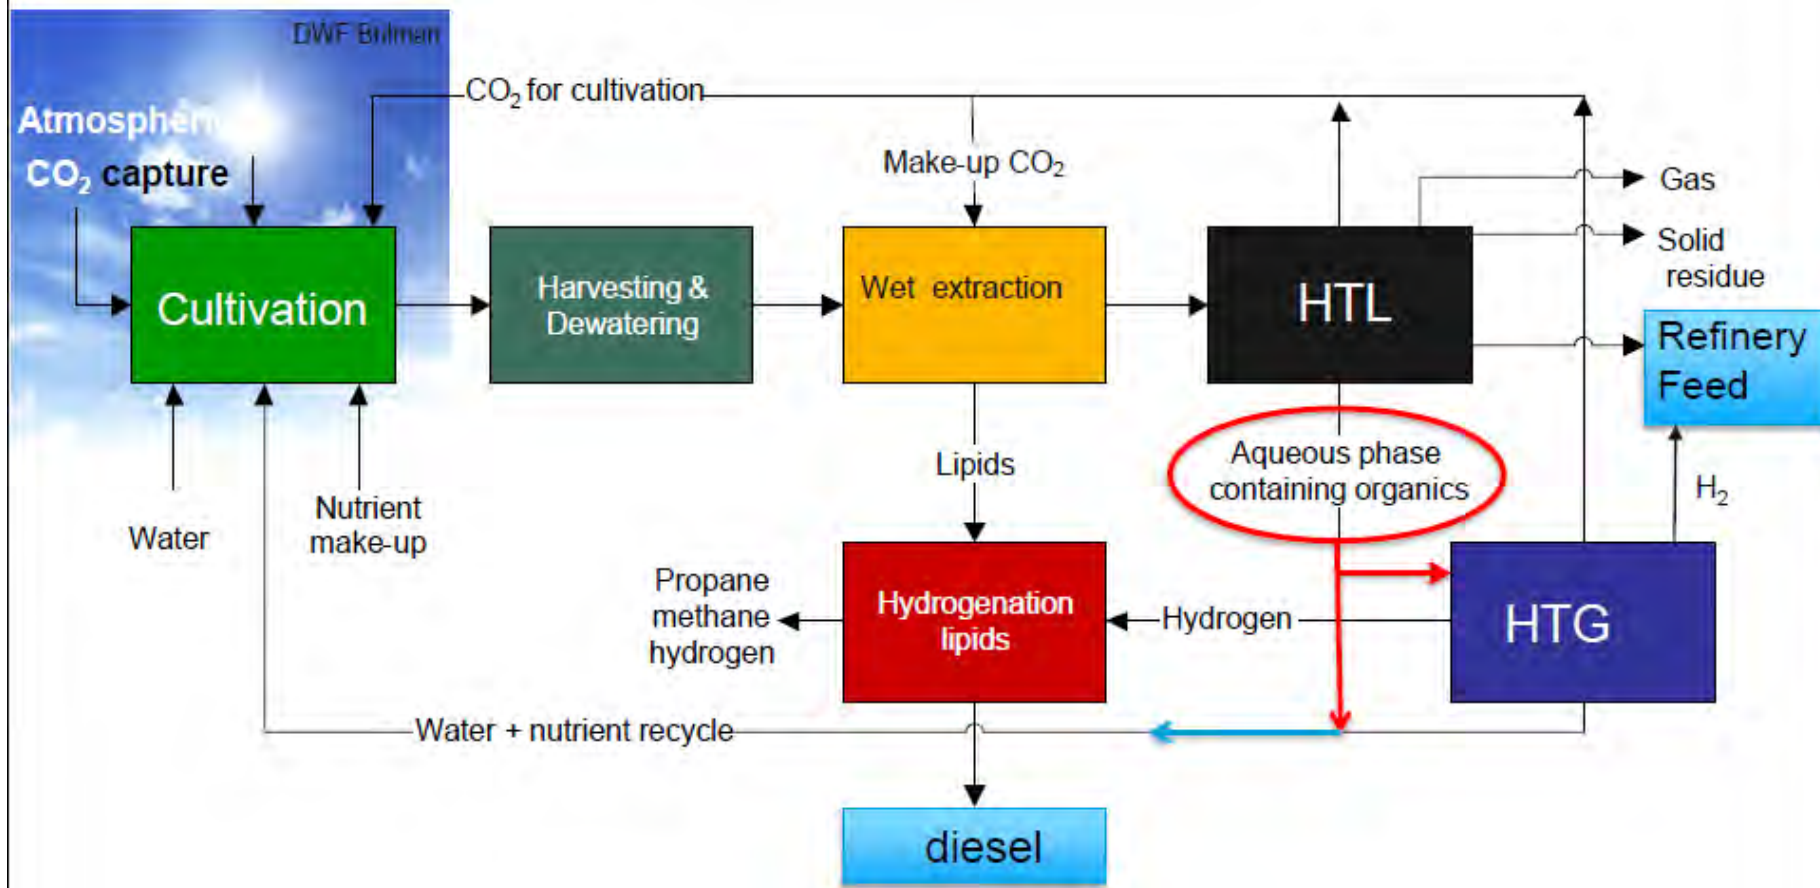 DWF Bulman
CO₂ for cultivation
Atmospheri
CO₂ capture
Make-up CO₂
Gas
Solid
residue
Cultivation
Harvesting &
Dewatering
Wet extraction
HTL
Refinery
Feed
Aqueous phase
containing organics
Lipids
H₂
Water
Nutrient
make-up
Propane
methane
hydrogen
Hydrogenation
lipids
Hydrogen
HTG
Water + nutrient recycle
diesel